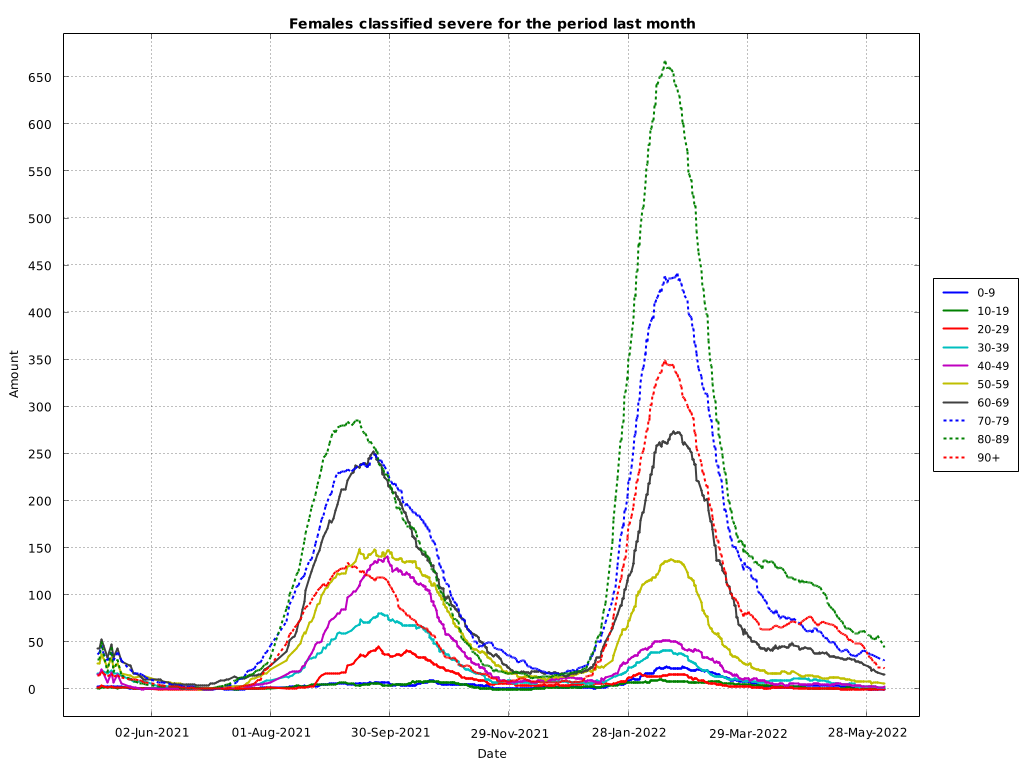 Females classified severe for the period last month
Amount
650
600
550
500
450
400
350
300
250
200
150
100
50
0
02-Jun-2021
01-Aug-2021
30-Sep-2021
29-Nov-2021
28-Jan-2022
29-Mar-2022
28-May-2022
Date
0-9
10-19
20-29
30-39
40-49
50-59
60-69
70-79
80-89
90+